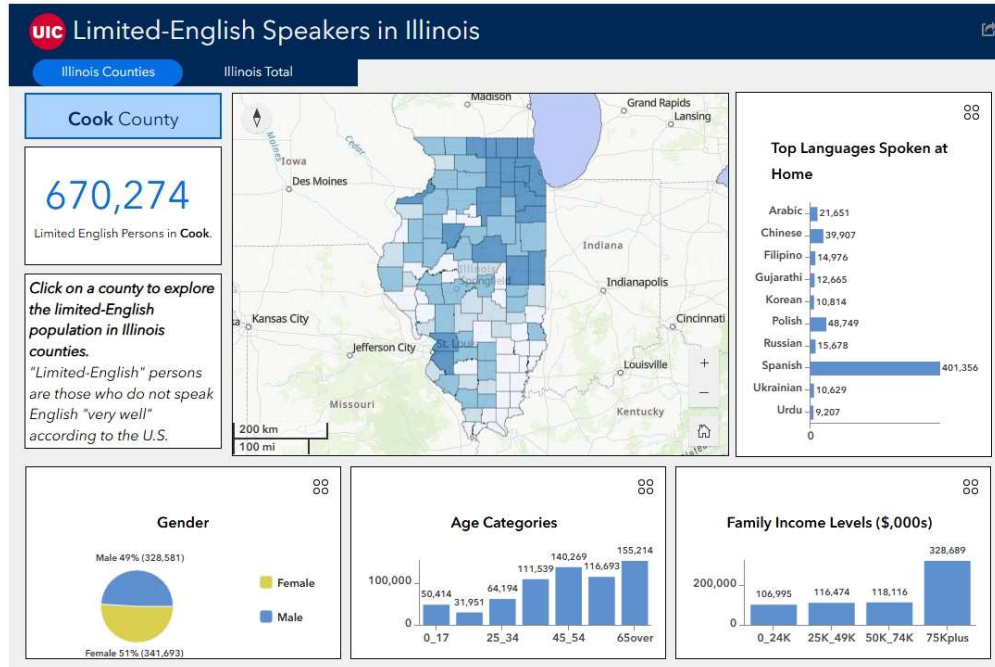 UIC Limited-English Speakers in Illinois
Illinois Counties
Illinois Total
Cook County
670,274
Limited English Persons in Cook.
Click on a county to explore
the limited-English
population in Illinois
counties.
"Limited-English" persons
are those who do not speak
English "very well"
according to the U.S.
Madison
Grand Rapids
Lansing
Moines
Cedar
Iowa
Des Moines
Indiana
Illinois
Springfield
Indianapolis
Kansas City
Cincinnati
Jefferson City
St. Louis
Louisville
Missouri
Kentucky
200 km
100 mi
+
−
Top Languages Spoken at
Home
Arabic 21,651
Chinese 39,907
Filipino 14,976
Gujarathi 12,665
Korean 10,814
Polish 48,749
Russian 15,678
Spanish 401,356
Ukrainian 10,629
Urdu 9,207
0
Gender
Male 49% (328,581)
Female
Male
Female 51% (341,693)
Age Categories
155,214
140,269
111,539 116,693
100,000
64,194
50,414
31,951
0
0_17 25_34 45_54 65over
Family Income Levels ($,000s)
328,689
200,000
106,995 116,474 118,116
0
0_24K 25K_49K 50K_74K 75Kplus